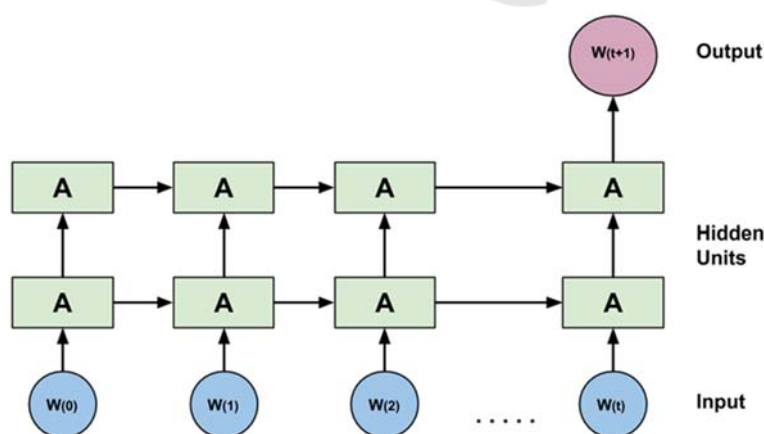 W(t+1)
Output
A A A A
Hidden
Units
A A A A
W(0) W(1) W(2) ..... W(t)
Input